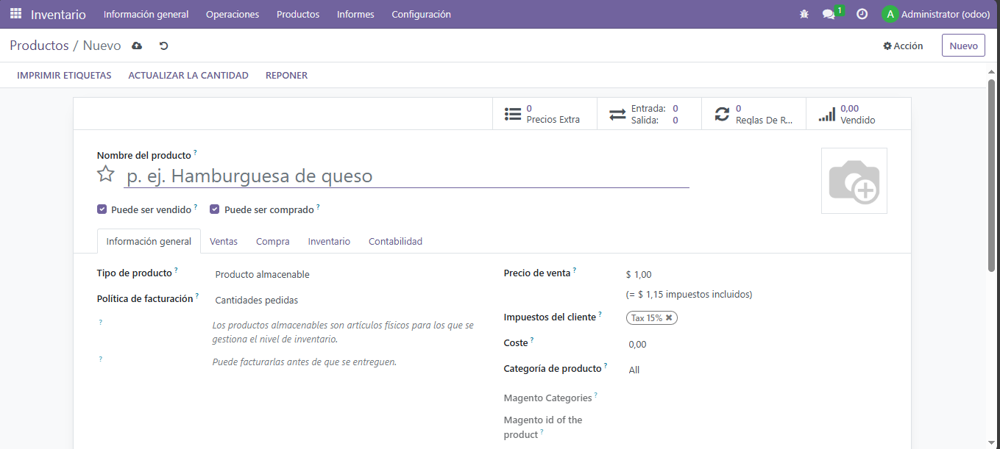 Inventario Información general Operaciones Productos Informes Configuración 1 A Administrator (odoo)
Productos / Nuevo Acción Nuevo
IMPRIMIR ETIQUETAS ACTUALIZAR LA CANTIDAD REPONER
0 Precios Extra
Entrada: 0
Salida: 0
0 Reglas De R...
0,00 Vendido
Nombre del producto ?
p. ej. Hamburguesa de queso
Puede ser vendido ? Puede ser comprado ?
Información general Ventas Compra Inventario Contabilidad
Tipo de producto ? Producto almacenable
Política de facturación ? Cantidades pedidas
? Los productos almacenables son artículos físicos para los que se
gestiona el nivel de inventario.
? Puede facturarlas antes de que se entreguen.
Precio de venta ? $ 1,00
(= $ 1,15 impuestos incluidos)
Impuestos del cliente ? Tax 15%
Coste ? 0,00
Categoría de producto ? All
Magento Categories ?
Magento id of the
product ?